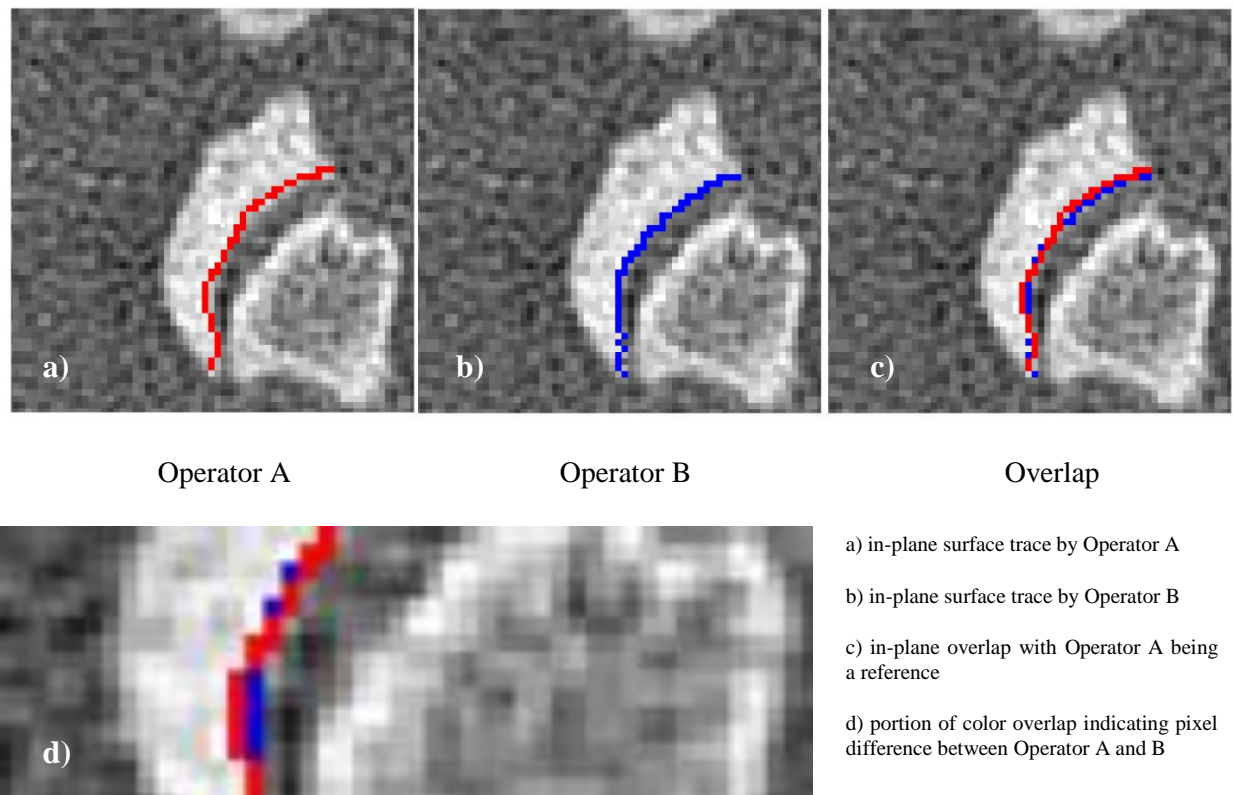 a)
b)
c)
Operator A
Operator B
Overlap
d)
a) in-plane surface trace by Operator A
b) in-plane surface trace by Operator B
c) in-plane overlap with Operator A being
a reference
d) portion of color overlap indicating pixel
difference between Operator A and B